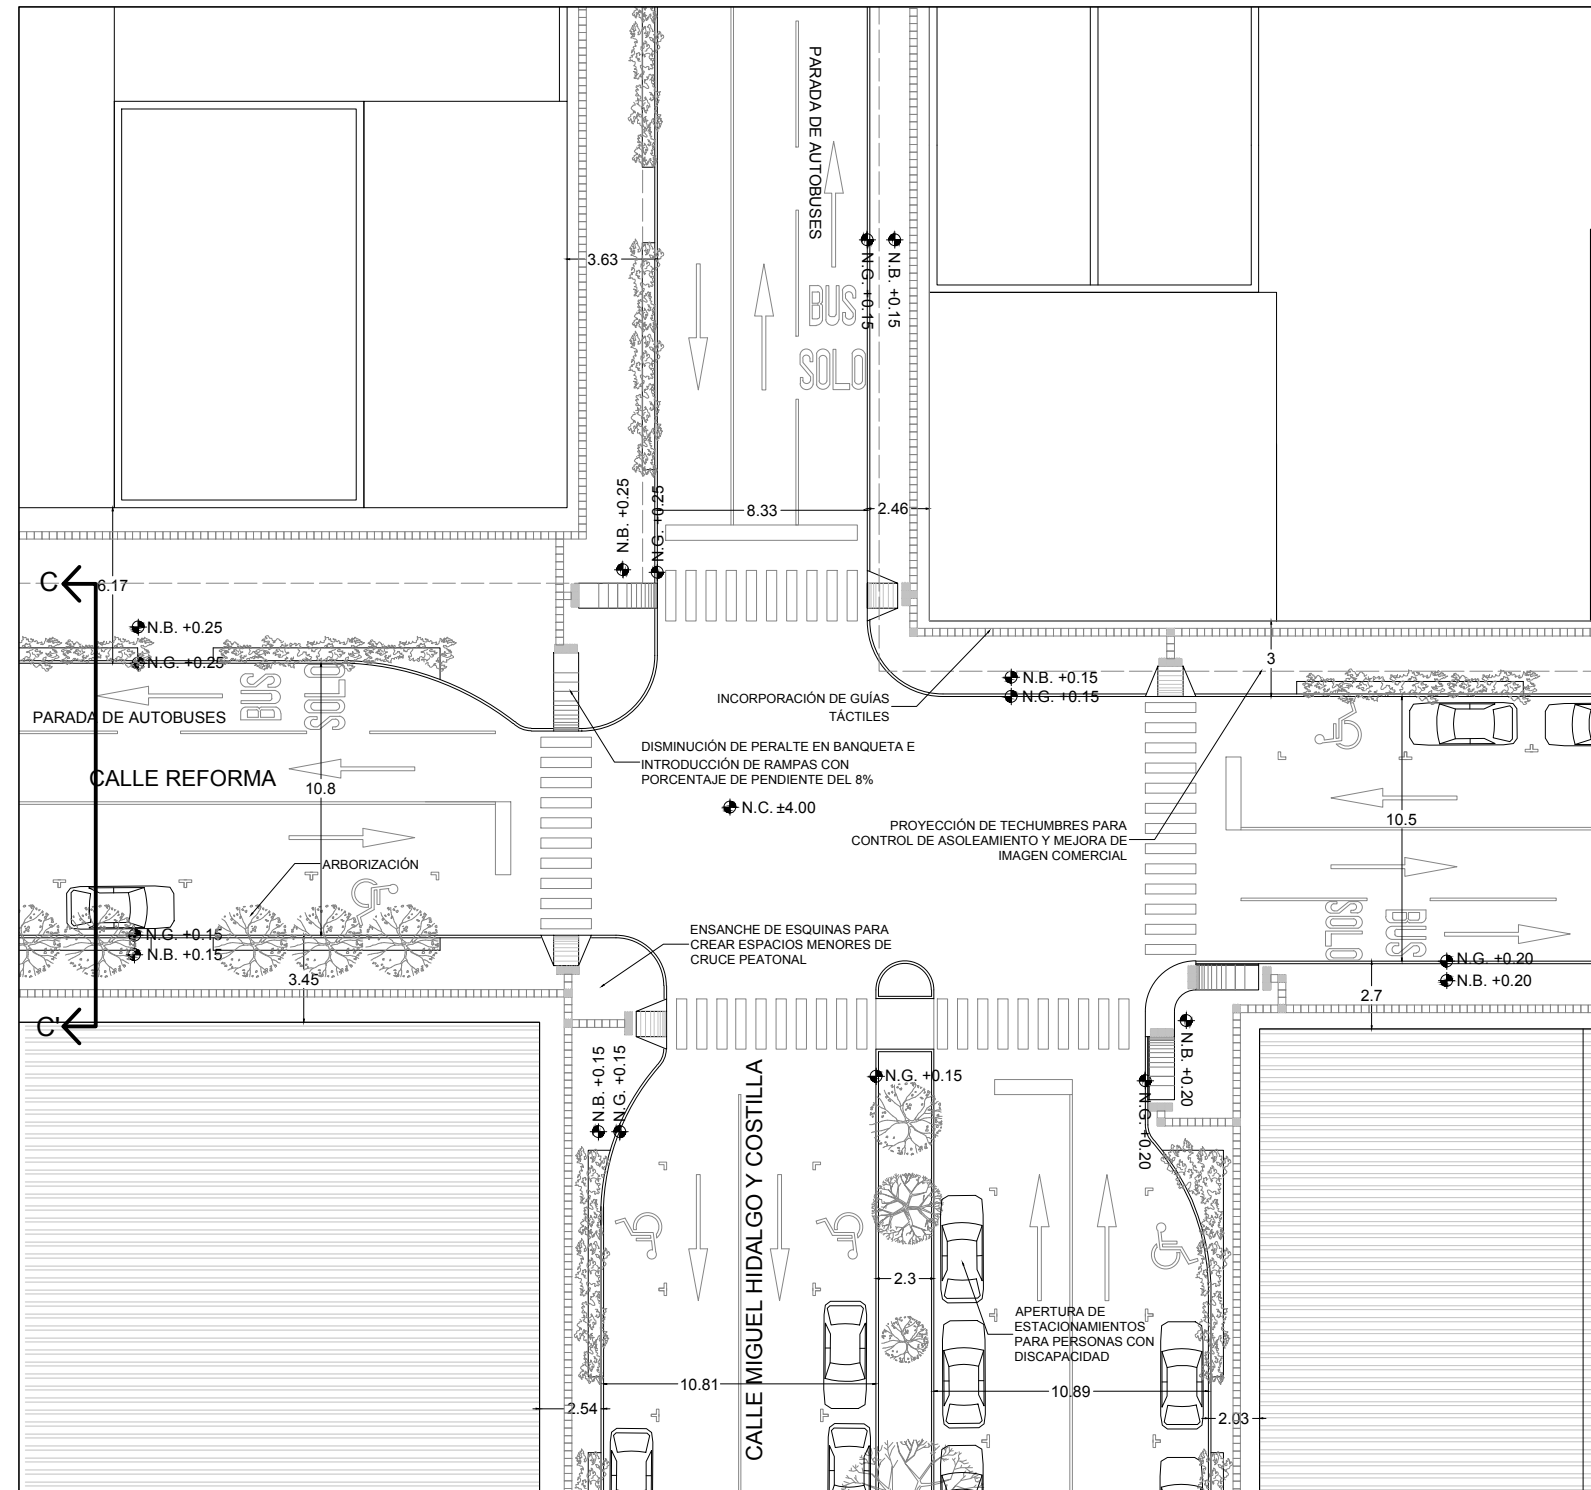 PARADA DE AUTOBUSES
3.63
N.G. +0.15
N.B. +0.15
BUS
SOLO
N.B. +0.25
N.G. +0.25
8.33
2.46
C
6.17
N.B. +0.25
N.G. +0.25
BUS
SOLO
PARADA DE AUTOBUSES
CALLE REFORMA
10.8
INCORPORACIÓN DE GUÍAS
TÁCTILES
N.B. +0.15
N.G. +0.15
3
DISMINUCIÓN DE PERALTE EN BANQUETA E
INTRODUCCIÓN DE RAMPAS CON
PORCENTAJE DE PENDIENTE DEL 8%
N.C. ±4.00
PROYECCIÓN DE TECHUMBRES PARA
CONTROL DE ASOLEAMIENTO Y MEJORA DE
IMAGEN COMERCIAL
10.5
ARBORIZACIÓN
N.G. +0.15
N.B. +0.15
3.45
C'
ENSANCHE DE ESQUINAS PARA
CREAR ESPACIOS MENORES DE
CRUCE PEATONAL
SOLO
BUS
N.G. +0.20
N.B. +0.20
2.7
N.B. +0.15
N.G. +0.15
CALLE MIGUEL HIDALGO Y COSTILLA
N.G. +0.15
N.B. +0.20
N.G. +0.20
2.3
APERTURA DE
ESTACIONAMIENTOS
PARA PERSONAS CON
DISCAPACIDAD
10.81
10.89
2.54
2.03